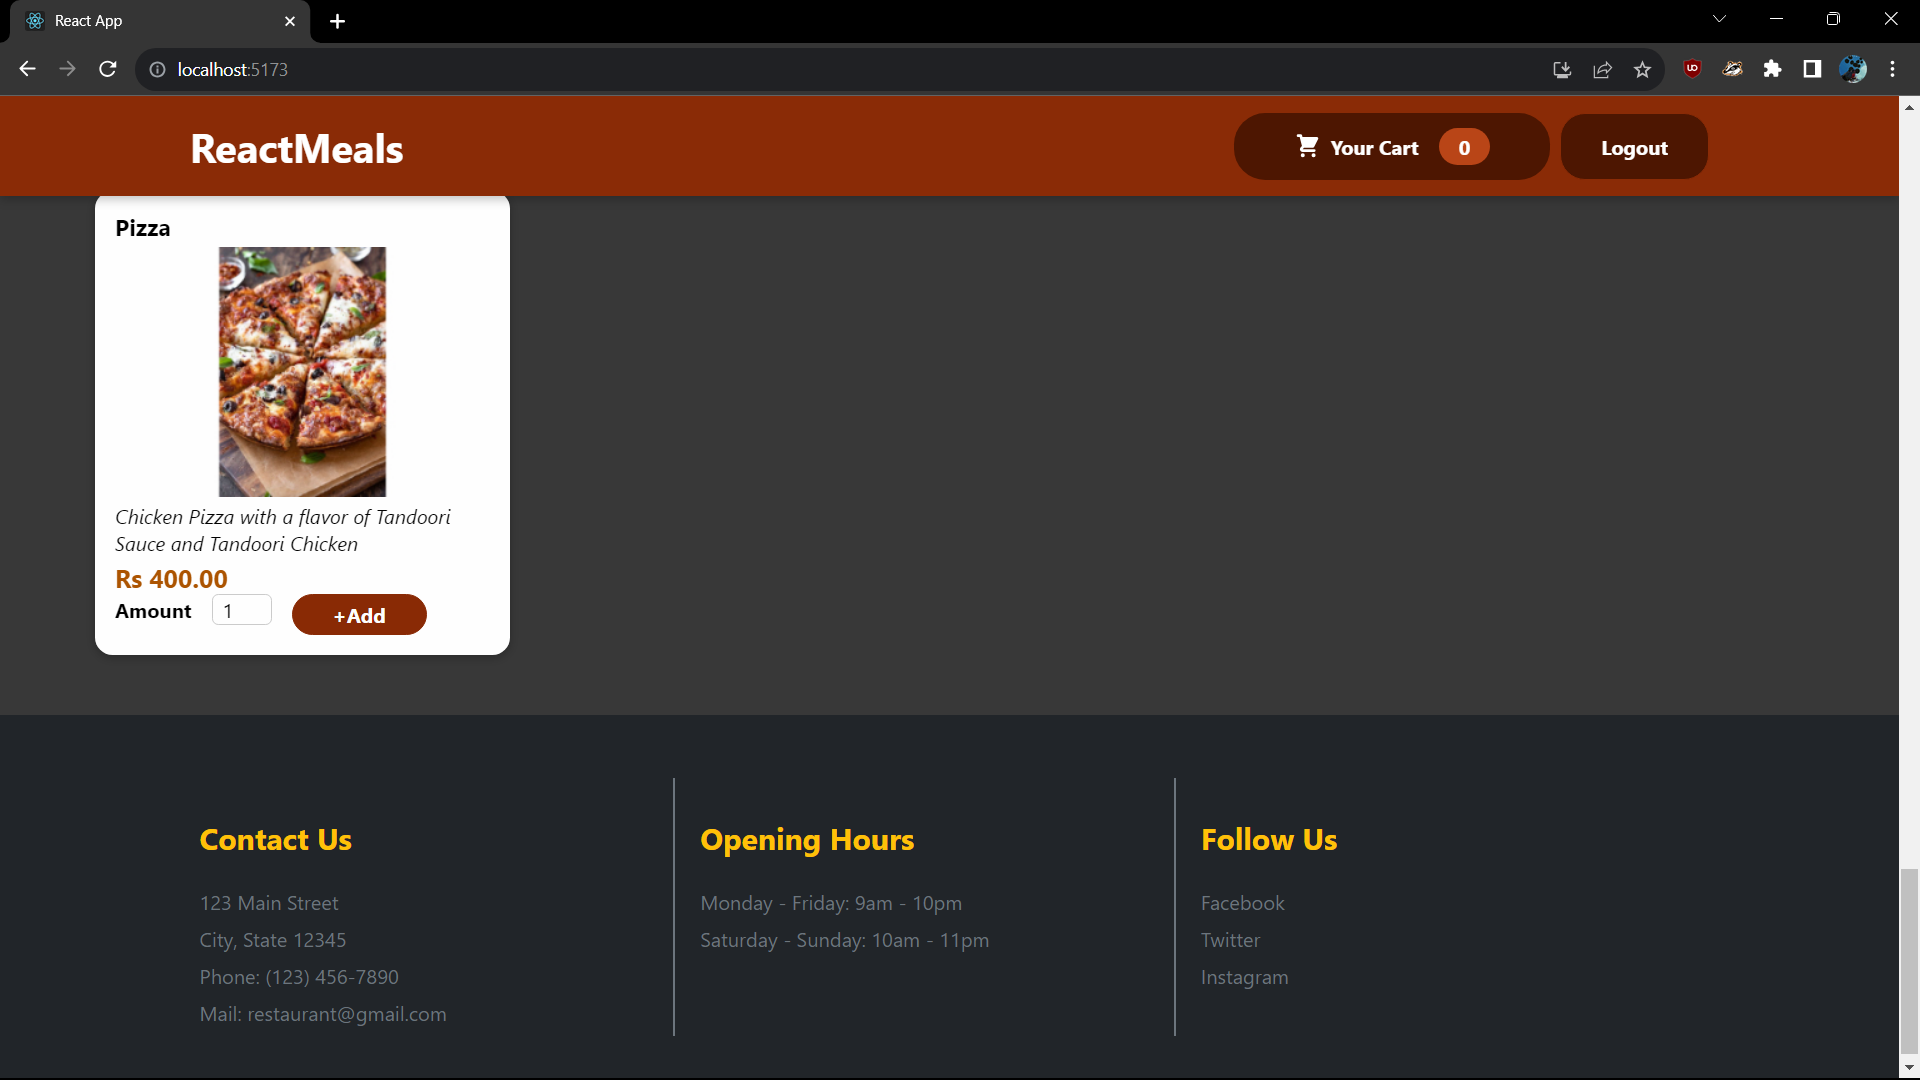 React App
localhost:5173
ReactMeals
Your Cart 0
Logout
Pizza
Chicken Pizza with a flavor of Tandoori
Sauce and Tandoori Chicken
Rs 400.00
Amount 1 +Add
Contact Us
123 Main Street
City, State 12345
Phone: (123) 456-7890
Mail: restaurant@gmail.com
Opening Hours
Monday - Friday: 9am - 10pm
Saturday - Sunday: 10am - 11pm
Follow Us
Facebook
Twitter
Instagram